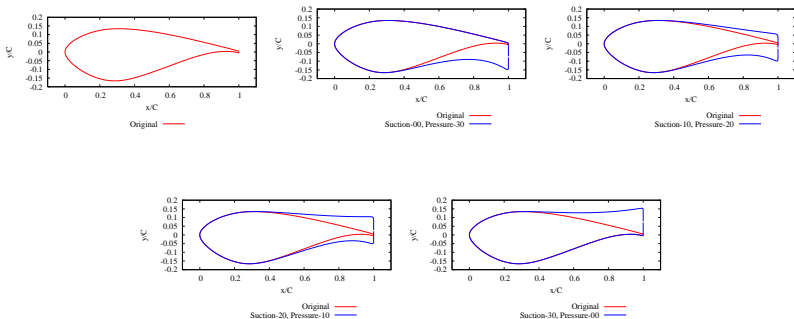 0.2
0.15
0.1
0.05
0
-0.05
-0.1
-0.15
-0.2
y/C
0 0.2 0.4 0.6 0.8 1
x/C
Original
0.2
0.15
0.1
0.05
0
-0.05
-0.1
-0.15
-0.2
y/C
0 0.2 0.4 0.6 0.8 1
x/C
Original
Suction-00, Pressure-30
0.2
0.15
0.1
0.05
0
-0.05
-0.1
-0.15
-0.2
y/C
0 0.2 0.4 0.6 0.8 1
x/C
Original
Suction-10, Pressure-20
0.2
0.15
0.1
0.05
0
-0.05
-0.1
-0.15
-0.2
y/C
0 0.2 0.4 0.6 0.8 1
x/C
Original
Suction-20, Pressure-10
0.2
0.15
0.1
0.05
0
-0.05
-0.1
-0.15
-0.2
y/C
0 0.2 0.4 0.6 0.8 1
x/C
Original
Suction-30, Pressure-00